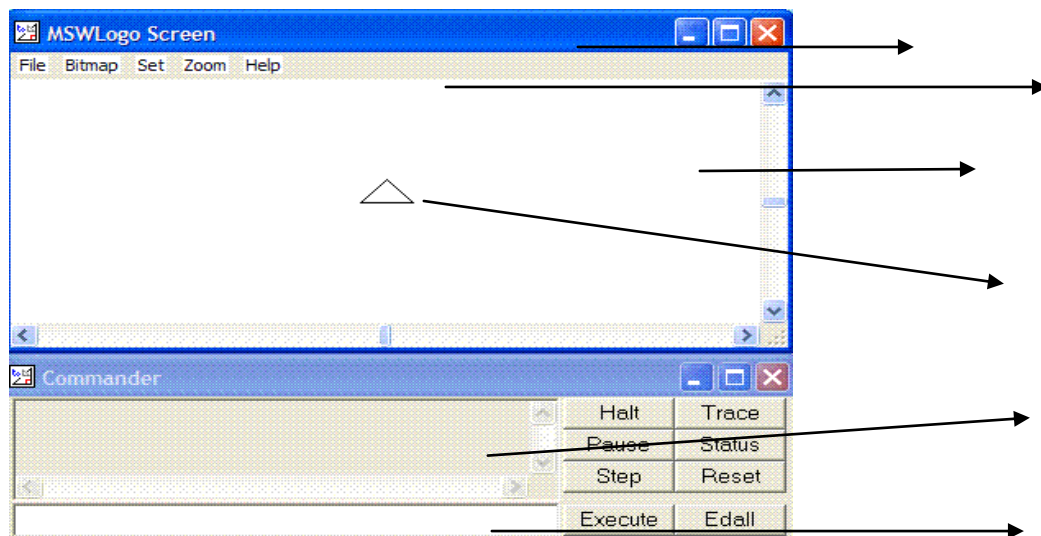 MSWLogo Screen
File Bitmap Set Zoom Help
Commander
Halt Trace
Pause Status
Step Reset
Execute Edall